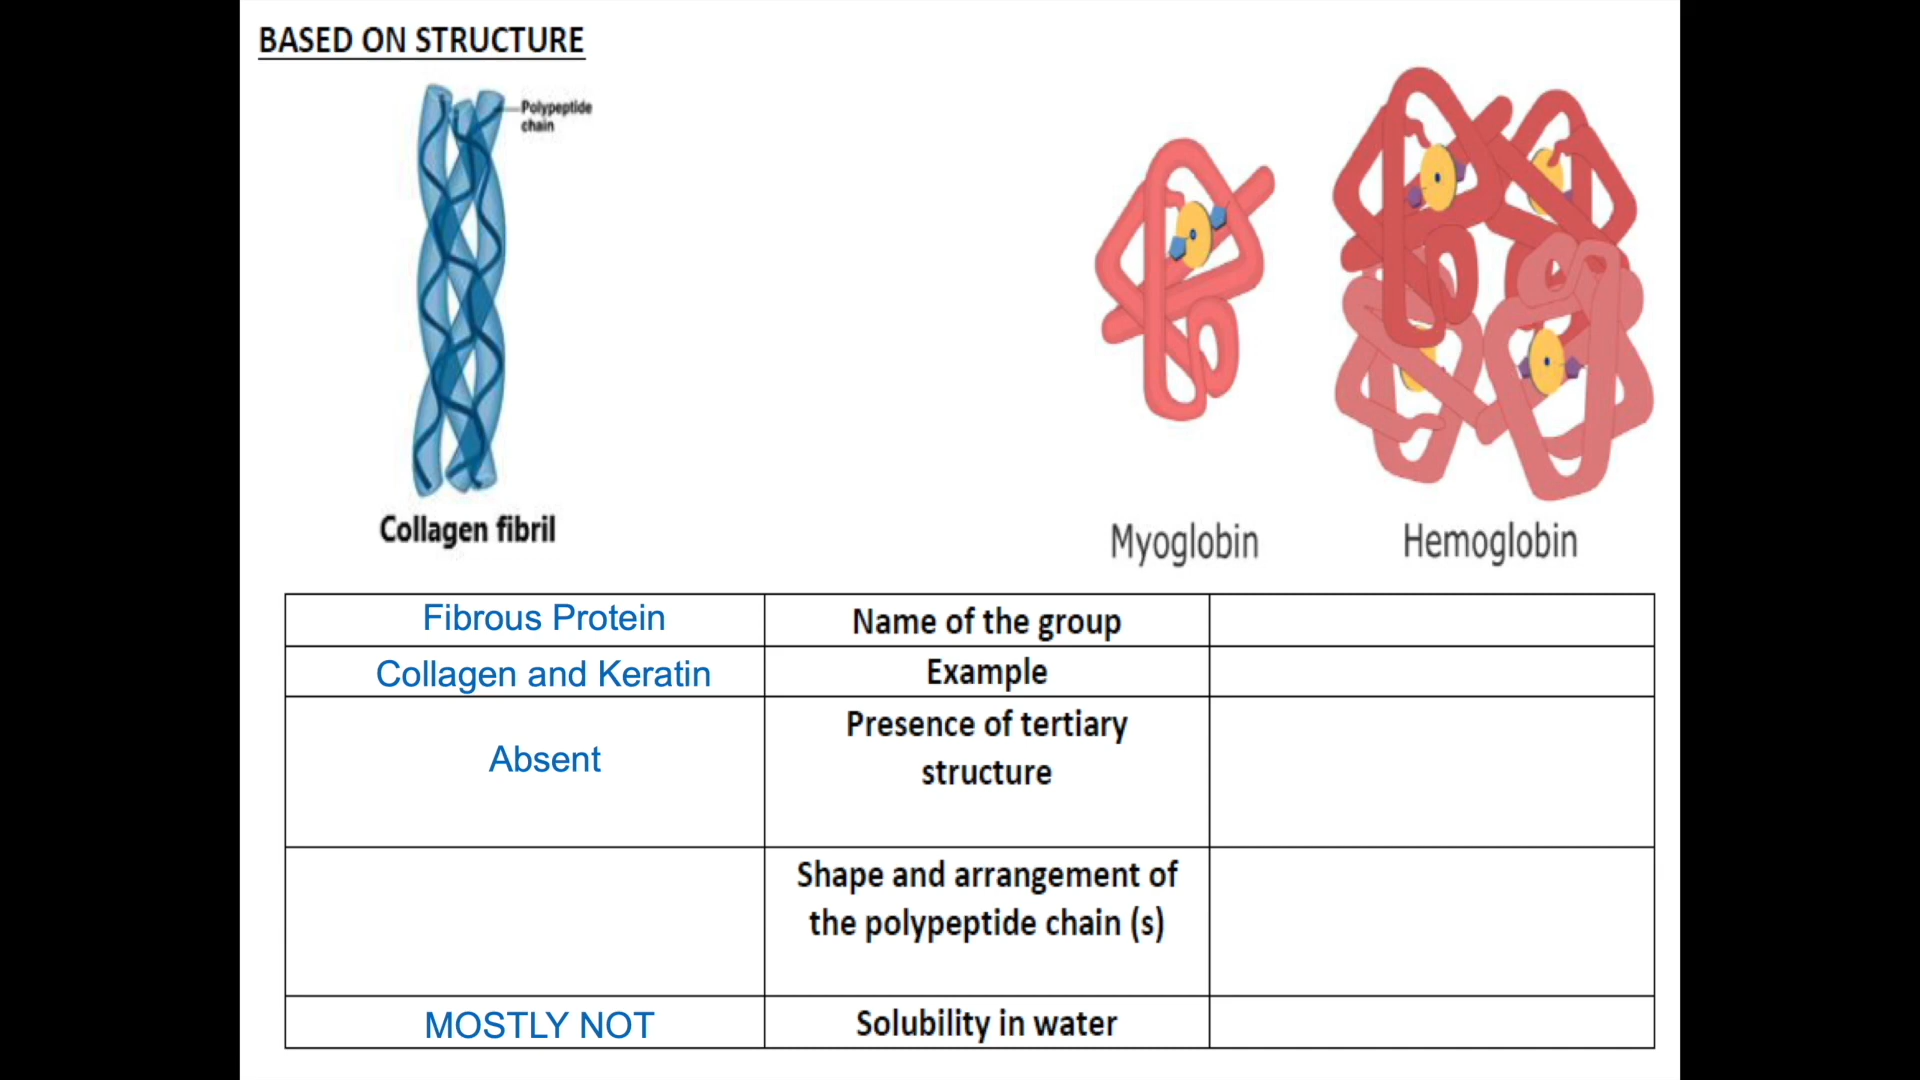 BASED ON STRUCTURE
Polypeptide
chain
Collagen fibril
Myoglobin
Hemoglobin
Fibrous Protein
Name of the group
Collagen and Keratin
Example
Absent
Presence of tertiary
structure
Shape and arrangement of
the polypeptide chain (s)
MOSTLY NOT
Solubility in water